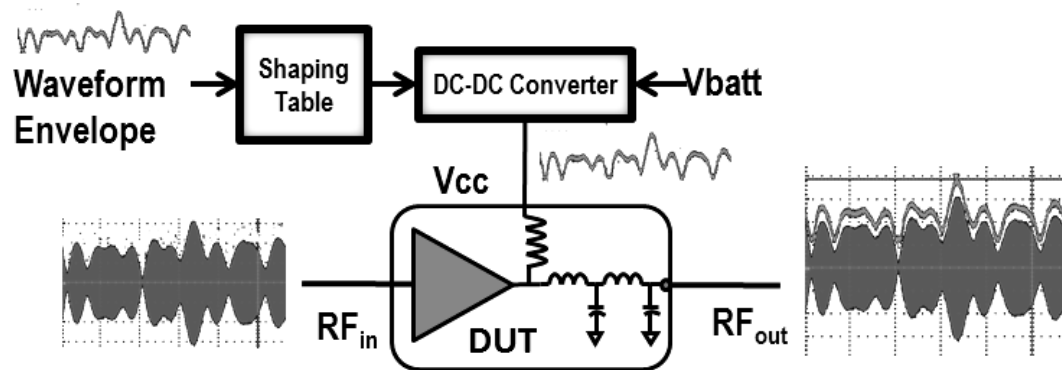 Waveform
Envelope
Shaping
Table
DC-DC Converter
Vbatt
Vcc
RFin
DUT
RFout